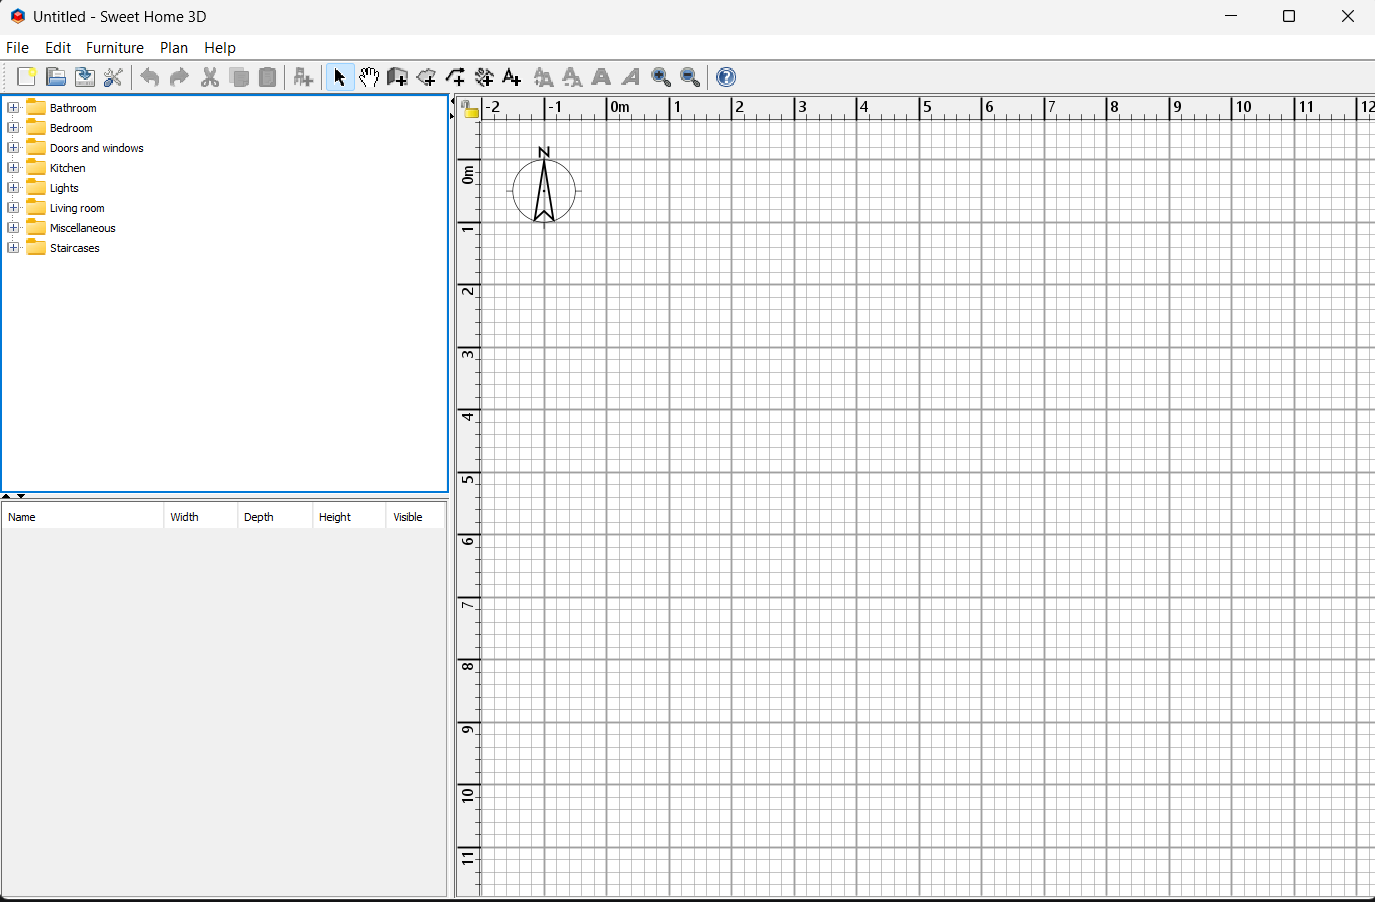 Untitled - Sweet Home 3D
File Edit Furniture Plan Help
Bathroom
Bedroom
Doors and windows
Kitchen
Lights
Living room
Miscellaneous
Staircases
Name Width Depth Height Visible
-2 -1 0m 1 2 3 4 5 6 7 8 9 10 11 12
N
0m
1
2
3
4
5
6
7
8
9
10
11